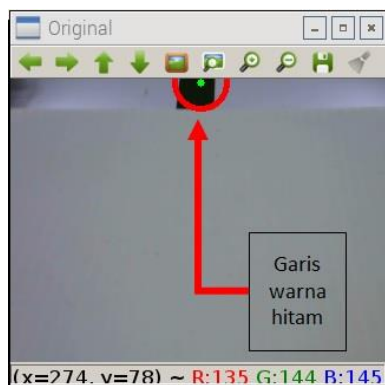 Original
Garis
warna
hitam
(x=274, y=78) ~ R:135 G:144 B:145